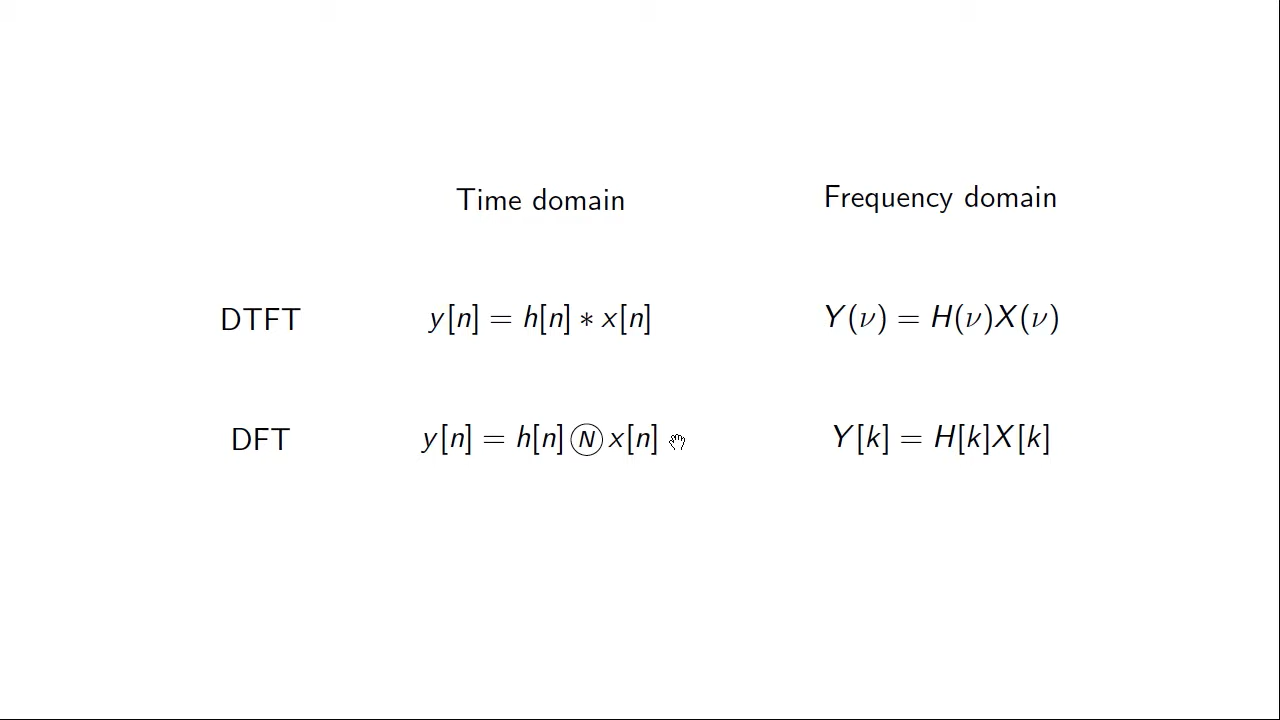 Time domain Frequency domain
DTFT y[n] = h[n] ∗ x[n] Y(ν) = H(ν)X(ν)
DFT y[n] = h[n] Ⓝ x[n] Y[k] = H[k]X[k]